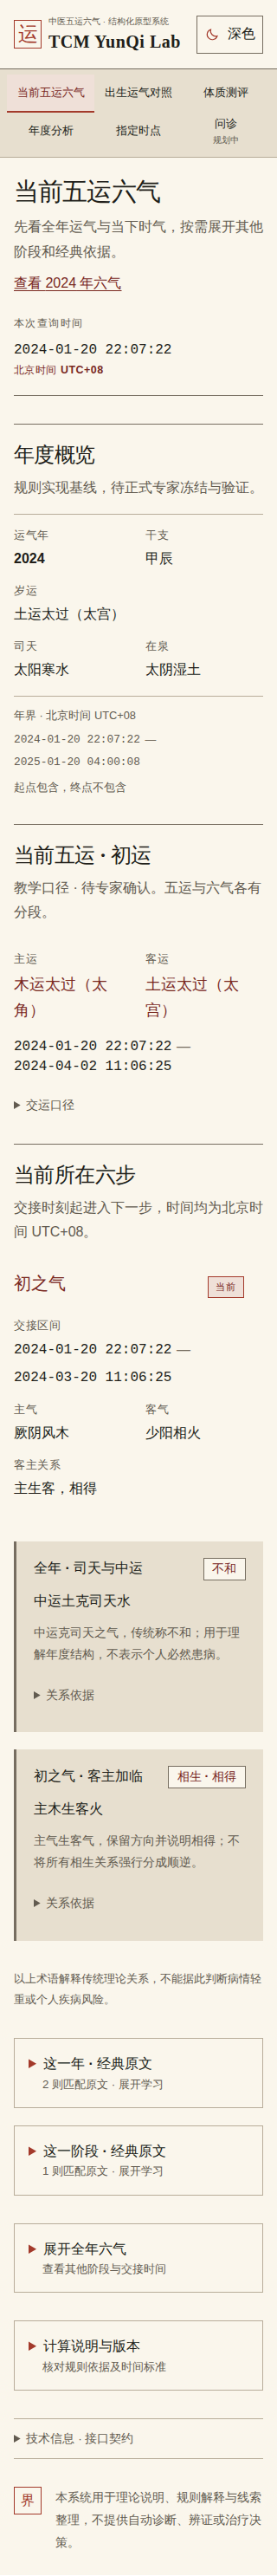 运
中医五运六气 · 结构化原型系统
TCM YunQi Lab
深色
当前五运六气
出生运气对照
体质测评
年度分析
指定时点
问诊
规划中
当前五运六气
先看全年运气与当下时气，按需展开其他
阶段和经典依据。
查看 2024 年六气
本次查询时间
2024-01-20 22:07:22
北京时间 UTC+08
年度概览
规则实现基线，待正式专家冻结与验证。
运气年
干支
2024
甲辰
岁运
土运太过（太宫）
司天
在泉
太阳寒水
太阴湿土
年界 · 北京时间 UTC+08
2024-01-20 22:07:22 —
2025-01-20 04:00:08
起点包含，终点不包含
当前五运 · 初运
教学口径 · 待专家确认。五运与六气各有
分段。
主运
客运
木运太过（太
角）
土运太过（太
宫）
2024-01-20 22:07:22 —
2024-04-02 11:06:25
交运口径
当前所在六步
交接时刻起进入下一步，时间均为北京时
间 UTC+08。
初之气
当前
交接区间
2024-01-20 22:07:22 —
2024-03-20 11:06:25
主气
客气
厥阴风木
少阳相火
客主关系
主生客，相得
全年 · 司天与中运
不和
中运土克司天水
中运克司天之气，传统称不和；用于理
解年度结构，不表示个人必然患病。
关系依据
初之气 · 客主加临
相生 · 相得
主木生客火
主气生客气，保留方向并说明相得；不
将所有相生关系强行分成顺逆。
关系依据
以上术语解释传统理论关系，不能据此判断病情轻
重或个人疾病风险。
这一年 · 经典原文
2 则匹配原文 · 展开学习
这一阶段 · 经典原文
1 则匹配原文 · 展开学习
展开全年六气
查看其他阶段与交接时间
计算说明与版本
核对规则依据及时间标准
技术信息 · 接口契约
界
本系统用于理论说明、规则解释与线索
整理，不提供自动诊断、辨证或治疗决
策。